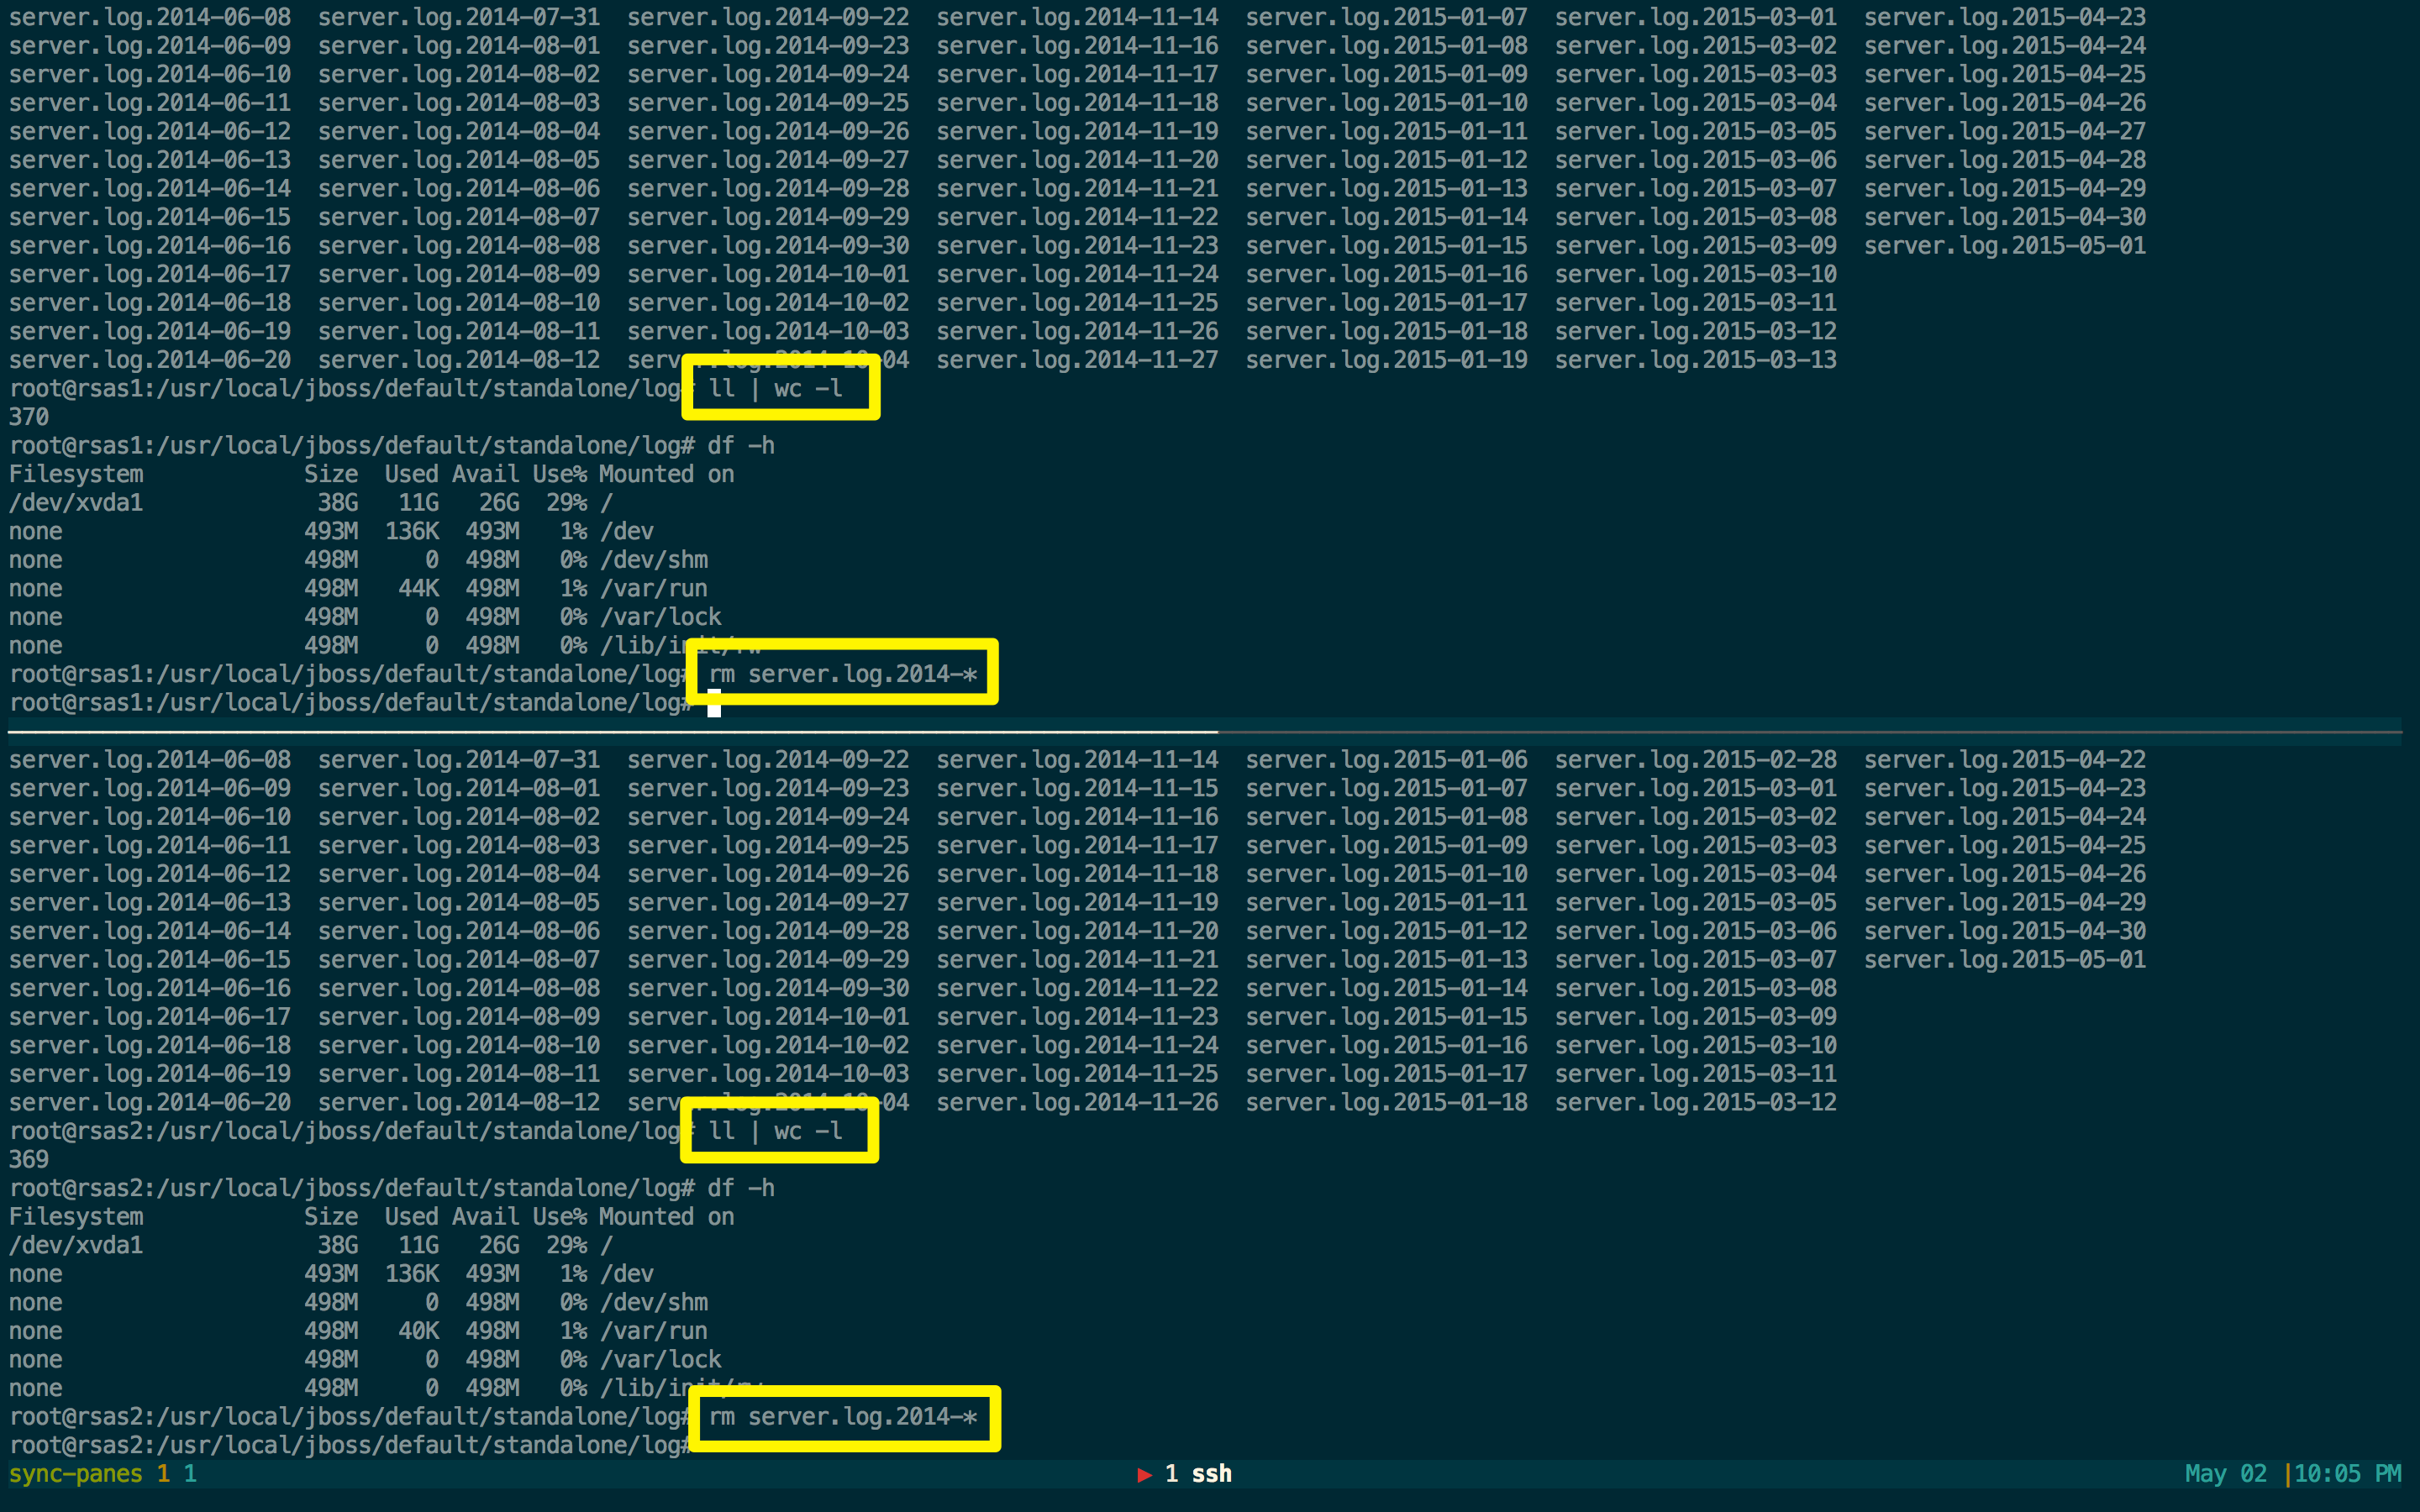 server.log.2014-06-08  server.log.2014-07-31  server.log.2014-09-22  server.log.2014-11-14  server.log.2015-01-07  server.log.2015-03-01  server.log.2015-04-23
server.log.2014-06-09  server.log.2014-08-01  server.log.2014-09-23  server.log.2014-11-16  server.log.2015-01-08  server.log.2015-03-02  server.log.2015-04-24
server.log.2014-06-10  server.log.2014-08-02  server.log.2014-09-24  server.log.2014-11-17  server.log.2015-01-09  server.log.2015-03-03  server.log.2015-04-25
server.log.2014-06-11  server.log.2014-08-03  server.log.2014-09-25  server.log.2014-11-18  server.log.2015-01-10  server.log.2015-03-04  server.log.2015-04-26
server.log.2014-06-12  server.log.2014-08-04  server.log.2014-09-26  server.log.2014-11-19  server.log.2015-01-11  server.log.2015-03-05  server.log.2015-04-27
server.log.2014-06-13  server.log.2014-08-05  server.log.2014-09-27  server.log.2014-11-20  server.log.2015-01-12  server.log.2015-03-06  server.log.2015-04-28
server.log.2014-06-14  server.log.2014-08-06  server.log.2014-09-28  server.log.2014-11-21  server.log.2015-01-13  server.log.2015-03-07  server.log.2015-04-29
server.log.2014-06-15  server.log.2014-08-07  server.log.2014-09-29  server.log.2014-11-22  server.log.2015-01-14  server.log.2015-03-08  server.log.2015-04-30
server.log.2014-06-16  server.log.2014-08-08  server.log.2014-09-30  server.log.2014-11-23  server.log.2015-01-15  server.log.2015-03-09  server.log.2015-05-01
server.log.2014-06-17  server.log.2014-08-09  server.log.2014-10-01  server.log.2014-11-24  server.log.2015-01-16  server.log.2015-03-10
server.log.2014-06-18  server.log.2014-08-10  server.log.2014-10-02  server.log.2014-11-25  server.log.2015-01-17  server.log.2015-03-11
server.log.2014-06-19  server.log.2014-08-11  server.log.2014-10-03  server.log.2014-11-26  server.log.2015-01-18  server.log.2015-03-12
server.log.2014-06-20  server.log.2014-08-12  server.log.2014-10-04  server.log.2014-11-27  server.log.2015-01-19  server.log.2015-03-13
root@rsas1:/usr/local/jboss/default/standalone/log# ll | wc -l
370
root@rsas1:/usr/local/jboss/default/standalone/log# df -h
Filesystem            Size  Used Avail Use% Mounted on
/dev/xvda1             38G   11G   26G  29% /
none                  493M  136K  493M   1% /dev
none                  498M     0  498M   0% /dev/shm
none                  498M   44K  498M   1% /var/run
none                  498M     0  498M   0% /var/lock
none                  498M     0  498M   0% /lib/init/rw
root@rsas1:/usr/local/jboss/default/standalone/log# rm server.log.2014-*
root@rsas1:/usr/local/jboss/default/standalone/log#
server.log.2014-06-08  server.log.2014-07-31  server.log.2014-09-22  server.log.2014-11-14  server.log.2015-01-06  server.log.2015-02-28  server.log.2015-04-22
server.log.2014-06-09  server.log.2014-08-01  server.log.2014-09-23  server.log.2014-11-15  server.log.2015-01-07  server.log.2015-03-01  server.log.2015-04-23
server.log.2014-06-10  server.log.2014-08-02  server.log.2014-09-24  server.log.2014-11-16  server.log.2015-01-08  server.log.2015-03-02  server.log.2015-04-24
server.log.2014-06-11  server.log.2014-08-03  server.log.2014-09-25  server.log.2014-11-17  server.log.2015-01-09  server.log.2015-03-03  server.log.2015-04-25
server.log.2014-06-12  server.log.2014-08-04  server.log.2014-09-26  server.log.2014-11-18  server.log.2015-01-10  server.log.2015-03-04  server.log.2015-04-26
server.log.2014-06-13  server.log.2014-08-05  server.log.2014-09-27  server.log.2014-11-19  server.log.2015-01-11  server.log.2015-03-05  server.log.2015-04-29
server.log.2014-06-14  server.log.2014-08-06  server.log.2014-09-28  server.log.2014-11-20  server.log.2015-01-12  server.log.2015-03-06  server.log.2015-04-30
server.log.2014-06-15  server.log.2014-08-07  server.log.2014-09-29  server.log.2014-11-21  server.log.2015-01-13  server.log.2015-03-07  server.log.2015-05-01
server.log.2014-06-16  server.log.2014-08-08  server.log.2014-09-30  server.log.2014-11-22  server.log.2015-01-14  server.log.2015-03-08
server.log.2014-06-17  server.log.2014-08-09  server.log.2014-10-01  server.log.2014-11-23  server.log.2015-01-15  server.log.2015-03-09
server.log.2014-06-18  server.log.2014-08-10  server.log.2014-10-02  server.log.2014-11-24  server.log.2015-01-16  server.log.2015-03-10
server.log.2014-06-19  server.log.2014-08-11  server.log.2014-10-03  server.log.2014-11-25  server.log.2015-01-17  server.log.2015-03-11
server.log.2014-06-20  server.log.2014-08-12  server.log.2014-10-04  server.log.2014-11-26  server.log.2015-01-18  server.log.2015-03-12
root@rsas2:/usr/local/jboss/default/standalone/log# ll | wc -l
369
root@rsas2:/usr/local/jboss/default/standalone/log# df -h
Filesystem            Size  Used Avail Use% Mounted on
/dev/xvda1             38G   11G   26G  29% /
none                  493M  136K  493M   1% /dev
none                  498M     0  498M   0% /dev/shm
none                  498M   40K  498M   1% /var/run
none                  498M     0  498M   0% /var/lock
none                  498M     0  498M   0% /lib/init/rw
root@rsas2:/usr/local/jboss/default/standalone/log# rm server.log.2014-*
root@rsas2:/usr/local/jboss/default/standalone/log#
sync-panes 1 1  ▶ 1 ssh  May 02 |10:05 PM